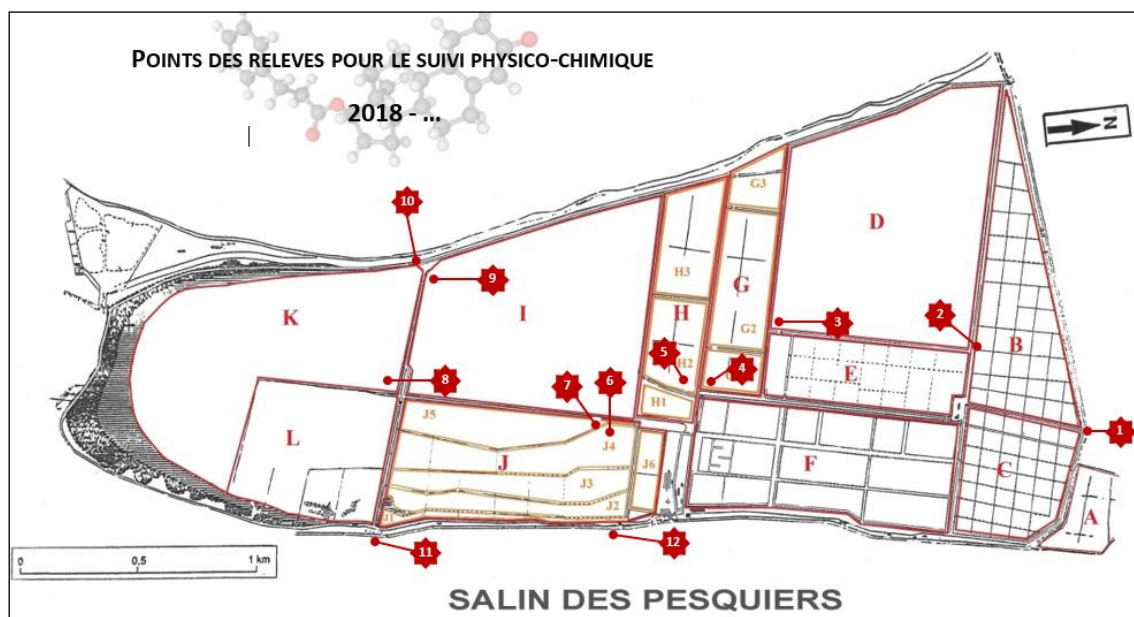 POINTS DES RELEVES POUR LE SUIVI PHYSICO-CHIMIQUE
2018 - ...
N
10
G3
D
9
H3
G
K
I
H
3
2
B
G2
5
H2
4
E
8
7
6
H1
J5
1
J4
L
J
J6
F
C
J3
J2
A
J1
11
12
0
0,5
1 km
SALIN DES PESQUIERS